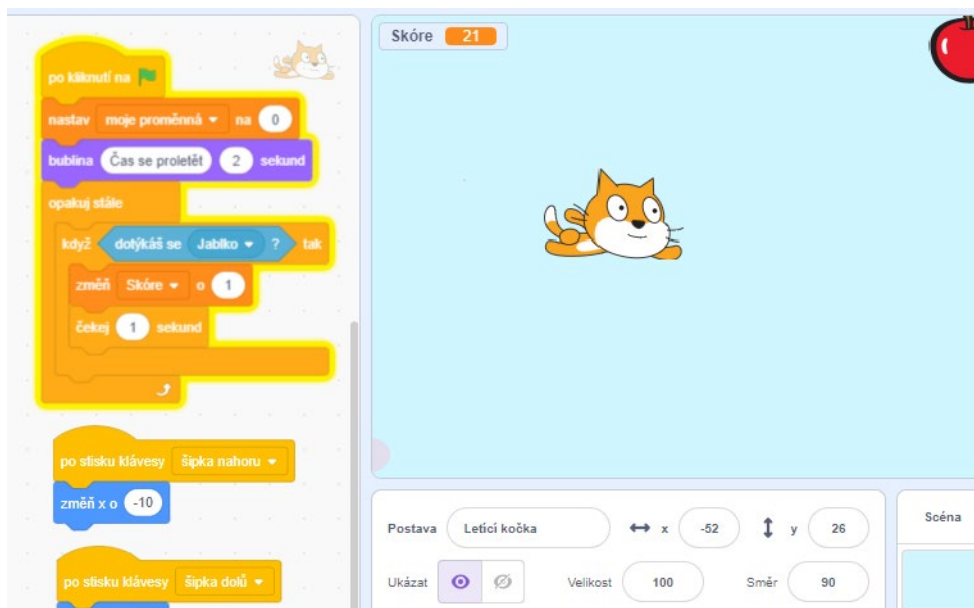 po kliknutí na
nastav moje proměnná na 0
bublina Čas se proletět 2 sekund
opakuj stále
když dotýkáš se Jablko ? tak
změň Skóre o 1
čekej 1 sekund
po stisku klávesy šipka nahoru
změň x o -10
po stisku klávesy šipka dolů
Skóre 21
Postava Letící kočka x -52 y 26
Ukázat Velikost 100 Směr 90
Scéna